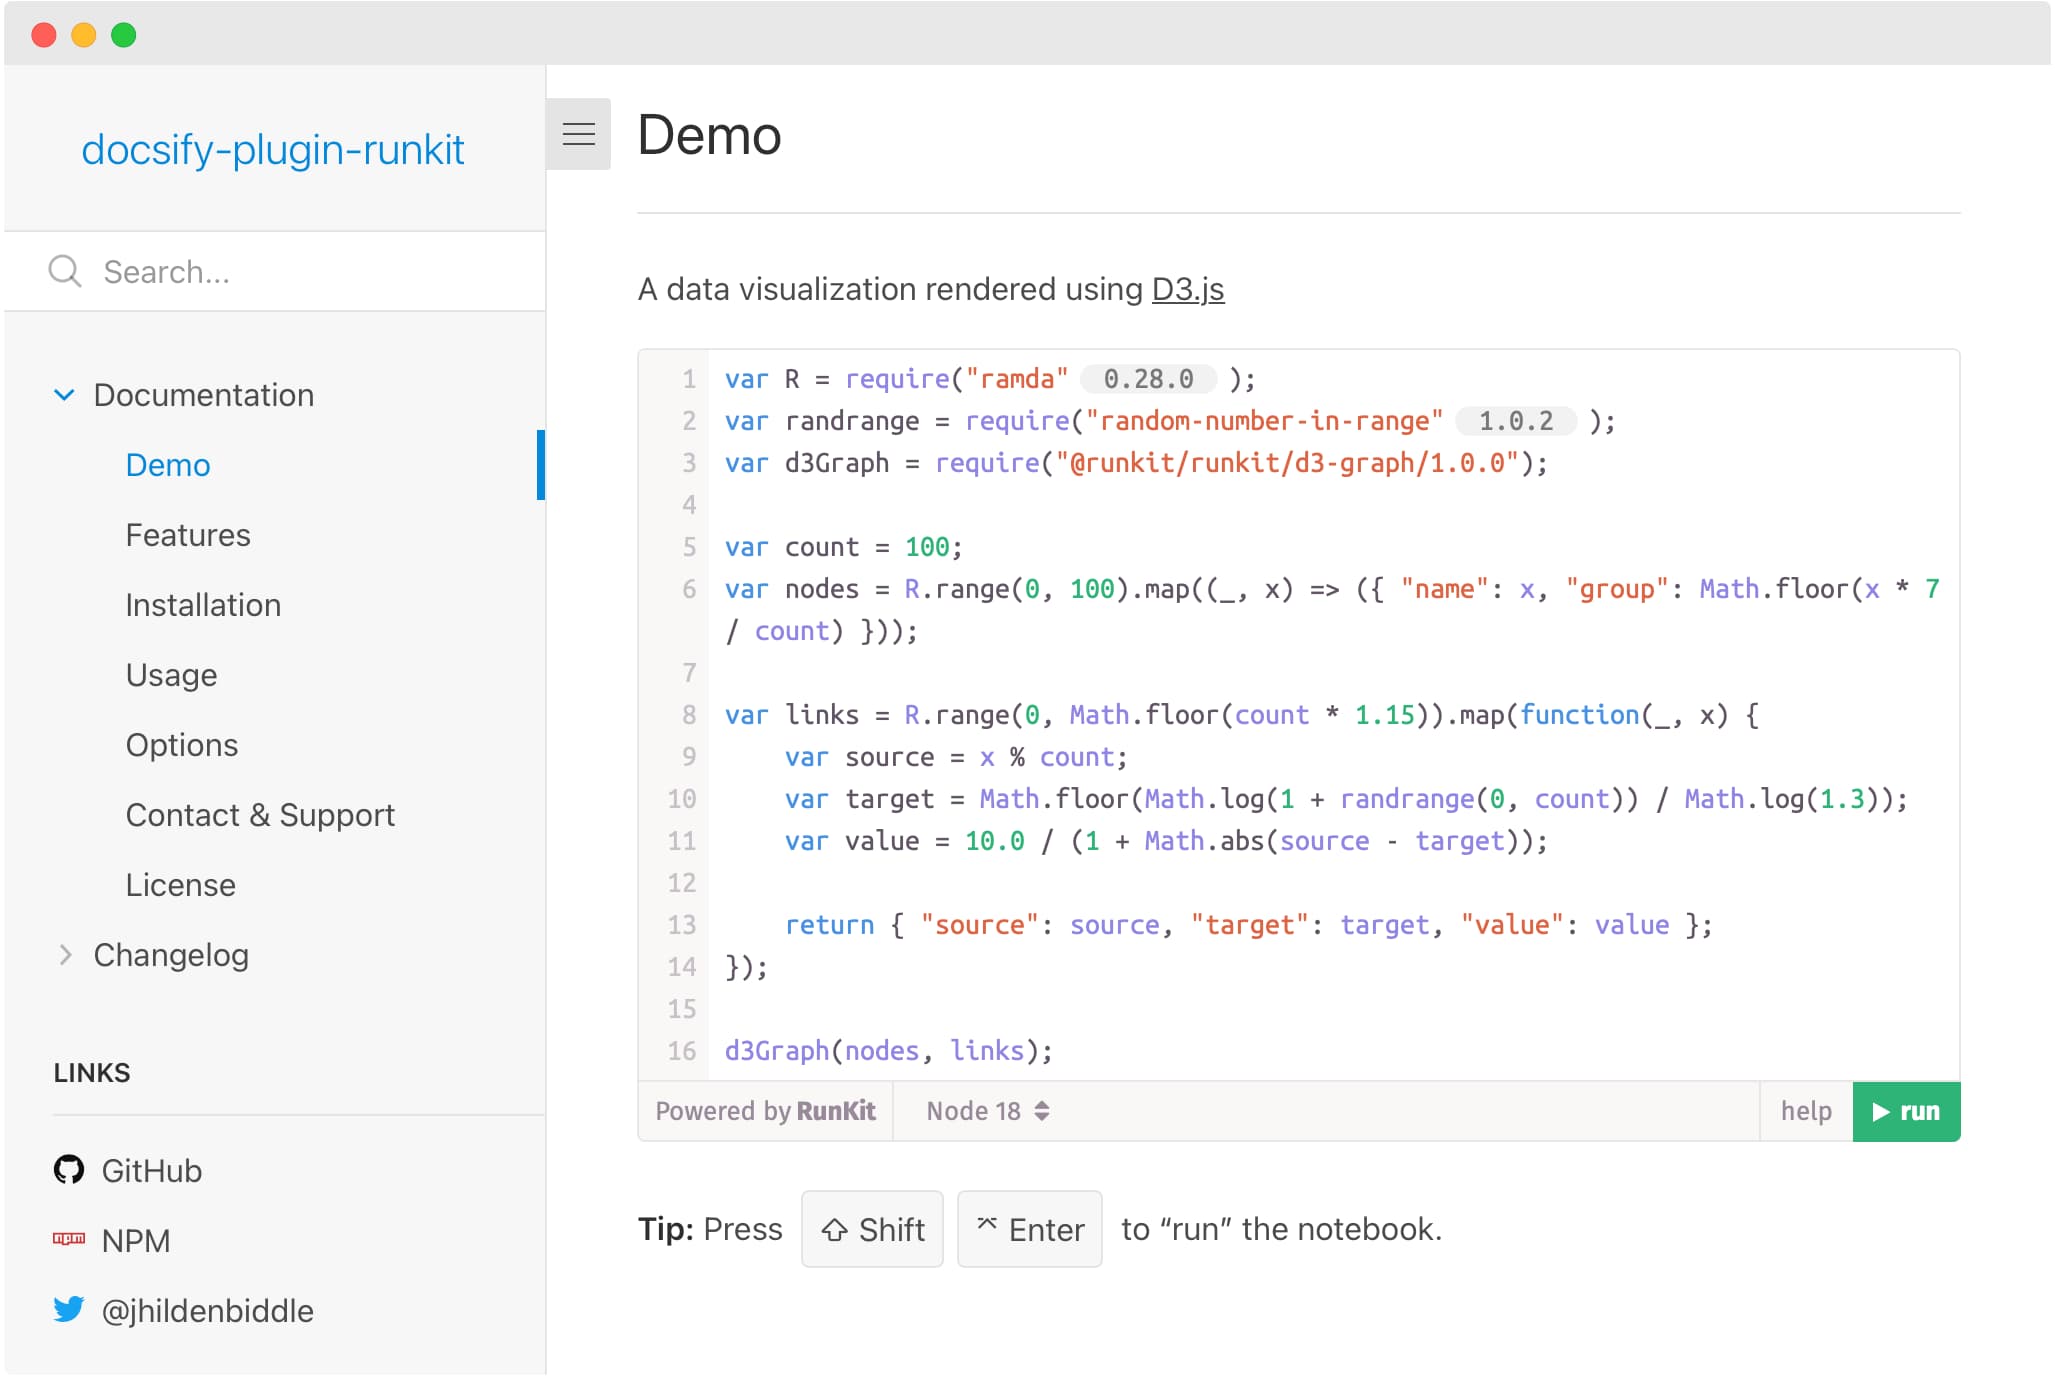 docsify-plugin-runkit
Search...
Documentation
Demo
Features
Installation
Usage
Options
Contact & Support
License
Changelog
LINKS
GitHub
npm NPM
@jhildenbiddle
Demo
A data visualization rendered using D3.js
1 var R = require("ramda" 0.28.0 );
2 var randrange = require("random-number-in-range" 1.0.2 );
3 var d3Graph = require("@runkit/runkit/d3-graph/1.0.0");
4
5 var count = 100;
6 var nodes = R.range(0, 100).map((_, x) => ({ "name": x, "group": Math.floor(x * 7
/ count) }));
7
8 var links = R.range(0, Math.floor(count * 1.15)).map(function(_, x) {
9     var source = x % count;
10     var target = Math.floor(Math.log(1 + randrange(0, count)) / Math.log(1.3));
11     var value = 10.0 / (1 + Math.abs(source - target));
12
13     return { "source": source, "target": target, "value": value };
14 });
15
16 d3Graph(nodes, links);
Powered by RunKit Node 18 help run
Tip: Press ⇧ Shift ⌤ Enter to “run” the notebook.